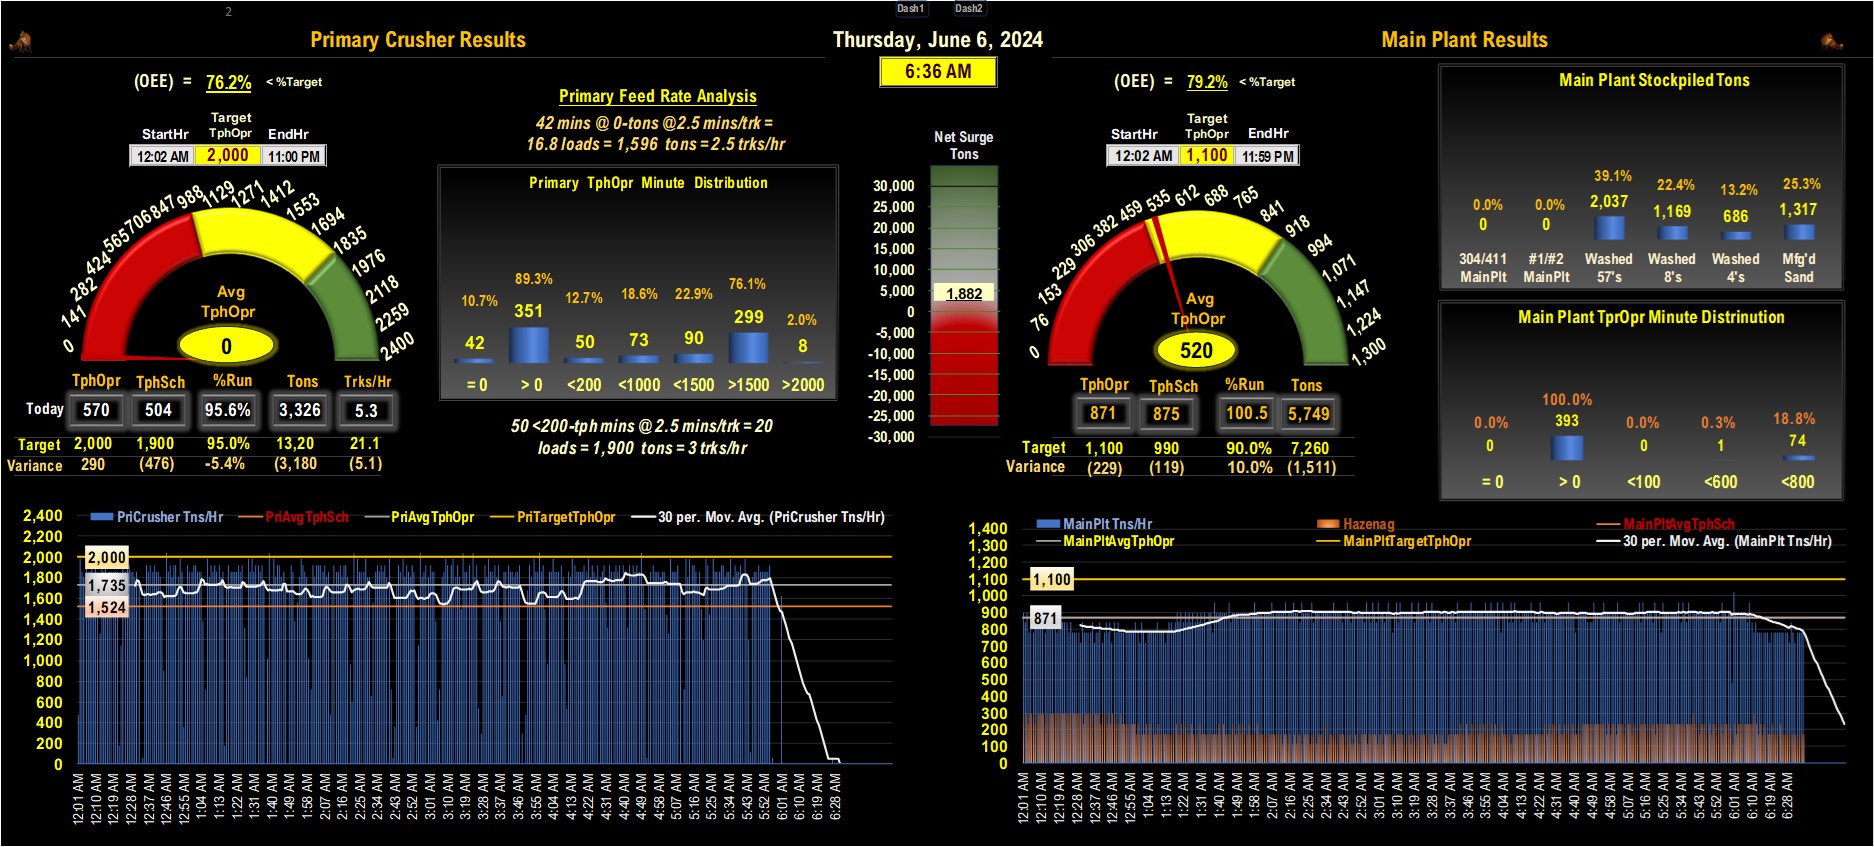 2
Dash1 Dash2
Primary Crusher Results
Thursday, June 6, 2024
Main Plant Results
6:36 AM
(OEE) = 76.2% < %Target
StartHr Target TphOpr EndHr
12:02 AM 2,000 11:00 PM
0 141 282 424 565 706 847 988 1129 1271 1412 1553 1694 1835 1976 2118 2259 2400
Avg
TphOpr
0
TphOpr TphSch %Run Tons Trks/Hr
Today 570 504 95.6% 3,326 5.3
Target 2,000 1,900 95.0% 13,20 21.1
Variance 290 (476) -5.4% (3,180 (5.1)
Primary Feed Rate Analysis
42 mins @ 0-tons @2.5 mins/trk =
16.8 loads = 1,596 tons = 2.5 trks/hr
Primary TphOpr Minute Distribution
10.7% 89.3% 12.7% 18.6% 22.9% 76.1% 2.0%
42 351 50 73 90 299 8
= 0 > 0 <200 <1000 <1500 >1500 >2000
50 <200-tph mins @ 2.5 mins/trk = 20
loads = 1,900 tons = 3 trks/hr
Net Surge
Tons
30,000
25,000
20,000
15,000
10,000
5,000
1,882
0
-5,000
-10,000
-15,000
-20,000
-25,000
-30,000
(OEE) = 79.2% < %Target
StartHr Target TphOpr EndHr
12:02 AM 1,100 11:59 PM
0 76 153 229 306 382 459 535 612 688 765 841 918 994 1,071 1,147 1,224 1,300
Avg
TphOpr
520
TphOpr TphSch %Run Tons
871 875 100.5 5,749
Target 1,100 990 90.0% 7,260
Variance (229) (119) 10.0% (1,511)
Main Plant Stockpiled Tons
0.0% 0.0% 39.1% 22.4% 13.2% 25.3%
0 0 2,037 1,169 686 1,317
304/411 #1/#2 Washed Washed Washed Mfg'd
MainPlt MainPlt 57's 8's 4's Sand
Main Plant TprOpr Minute Distrinution
0.0% 100.0% 0.0% 0.3% 18.8%
0 393 0 1 74
= 0 > 0 <100 <600 <800
PriCrusher Tns/Hr PriAvgTphSch PriAvgTphOpr PriTargetTphOpr 30 per. Mov. Avg. (PriCrusher Tns/Hr)
2,400
2,200
2,000
1,800
1,600
1,400
1,200
1,000
800
600
400
200
0
2,000
1,735
1,524
12:01 AM 12:10 AM 12:19 AM 12:28 AM 12:37 AM 12:46 AM 12:55 AM 1:04 AM 1:13 AM 1:22 AM 1:31 AM 1:40 AM 1:49 AM 1:58 AM 2:07 AM 2:16 AM 2:25 AM 2:34 AM 2:43 AM 2:52 AM 3:01 AM 3:10 AM 3:19 AM 3:28 AM 3:37 AM 3:46 AM 3:55 AM 4:04 AM 4:13 AM 4:22 AM 4:31 AM 4:40 AM 4:49 AM 4:58 AM 5:07 AM 5:16 AM 5:25 AM 5:34 AM 5:43 AM 5:52 AM 6:01 AM 6:10 AM 6:19 AM 6:28 AM
MainPlt Tns/Hr Hazenag MainPltAvgTphSch
MainPltAvgTphOpr MainPltTargetTphOpr 30 per. Mov. Avg. (MainPlt Tns/Hr)
1,400
1,300
1,200
1,100
1,000
900
800
700
600
500
400
300
200
100
0
1,100
871
12:01 AM 12:10 AM 12:19 AM 12:28 AM 12:37 AM 12:46 AM 12:55 AM 1:04 AM 1:13 AM 1:22 AM 1:31 AM 1:40 AM 1:49 AM 1:58 AM 2:07 AM 2:16 AM 2:25 AM 2:34 AM 2:43 AM 2:52 AM 3:01 AM 3:10 AM 3:19 AM 3:28 AM 3:37 AM 3:46 AM 3:55 AM 4:04 AM 4:13 AM 4:22 AM 4:31 AM 4:40 AM 4:49 AM 4:58 AM 5:07 AM 5:16 AM 5:25 AM 5:34 AM 5:43 AM 5:52 AM 6:01 AM 6:10 AM 6:19 AM 6:28 AM